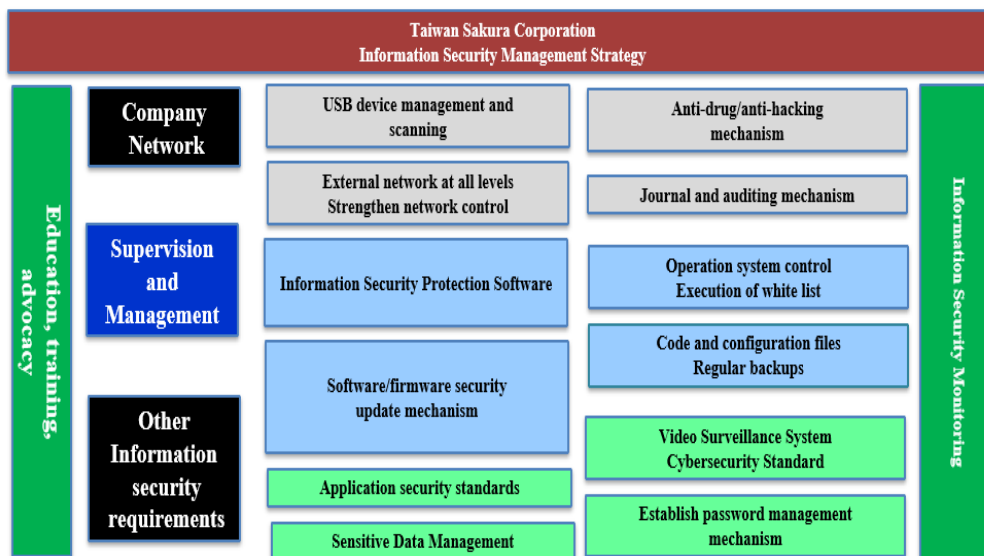 Taiwan Sakura Corporation
Information Security Management Strategy
Education, training,
advocacy
Company
Network
USB device management and
scanning
Anti-drug/anti-hacking
mechanism
External network at all levels
Strengthen network control
Journal and auditing mechanism
Supervision
and
Management
Information Security Protection Software
Operation system control
Execution of white list
Software/firmware security
update mechanism
Code and configuration files
Regular backups
Other
Information
security
requirements
Application security standards
Video Surveillance System
Cybersecurity Standard
Sensitive Data Management
Establish password management
mechanism
Information Security Monitoring